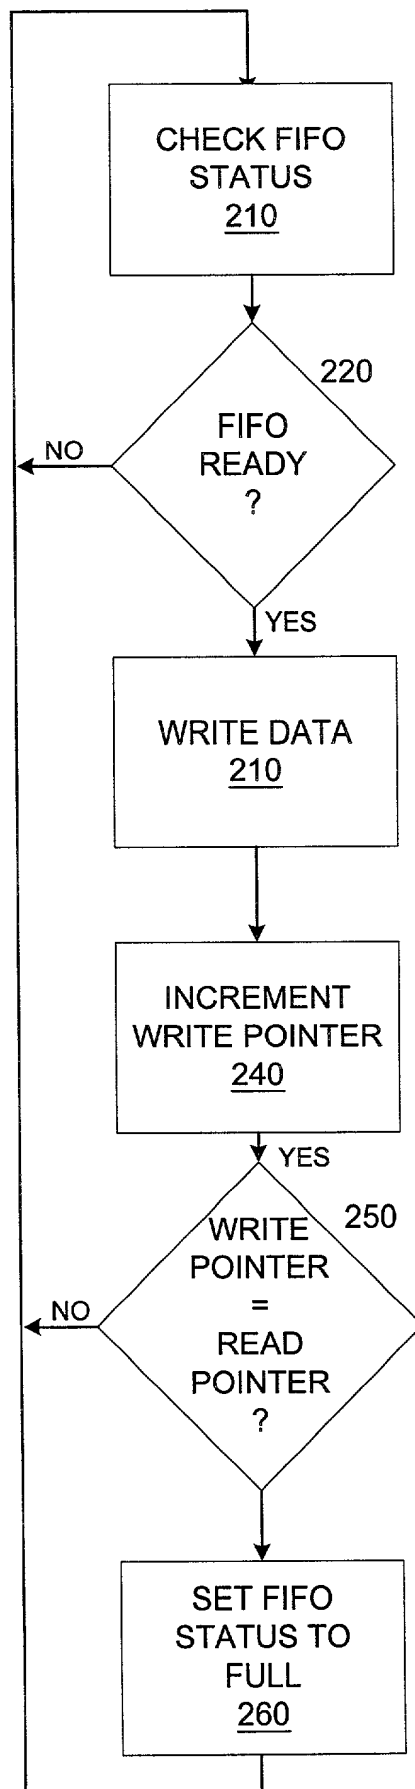 CHECK FIFO
STATUS
210
220
FIFO
READY
?
NO
YES
WRITE DATA
210
INCREMENT
WRITE POINTER
240
YES
250
WRITE
POINTER
=
READ
POINTER
?
NO
SET FIFO
STATUS TO
FULL
260